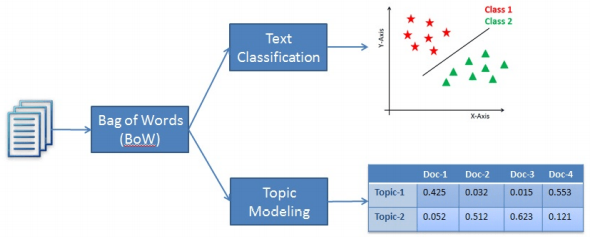 Class 1
Class 2
Text
Classification
Y-Axis
X-Axis
Bag of Words
(BoW)
Topic
Modeling
Doc-1 Doc-2 Doc-3 Doc-4
Topic-1 0.425 0.032 0.015 0.553
Topic-2 0.052 0.512 0.623 0.121